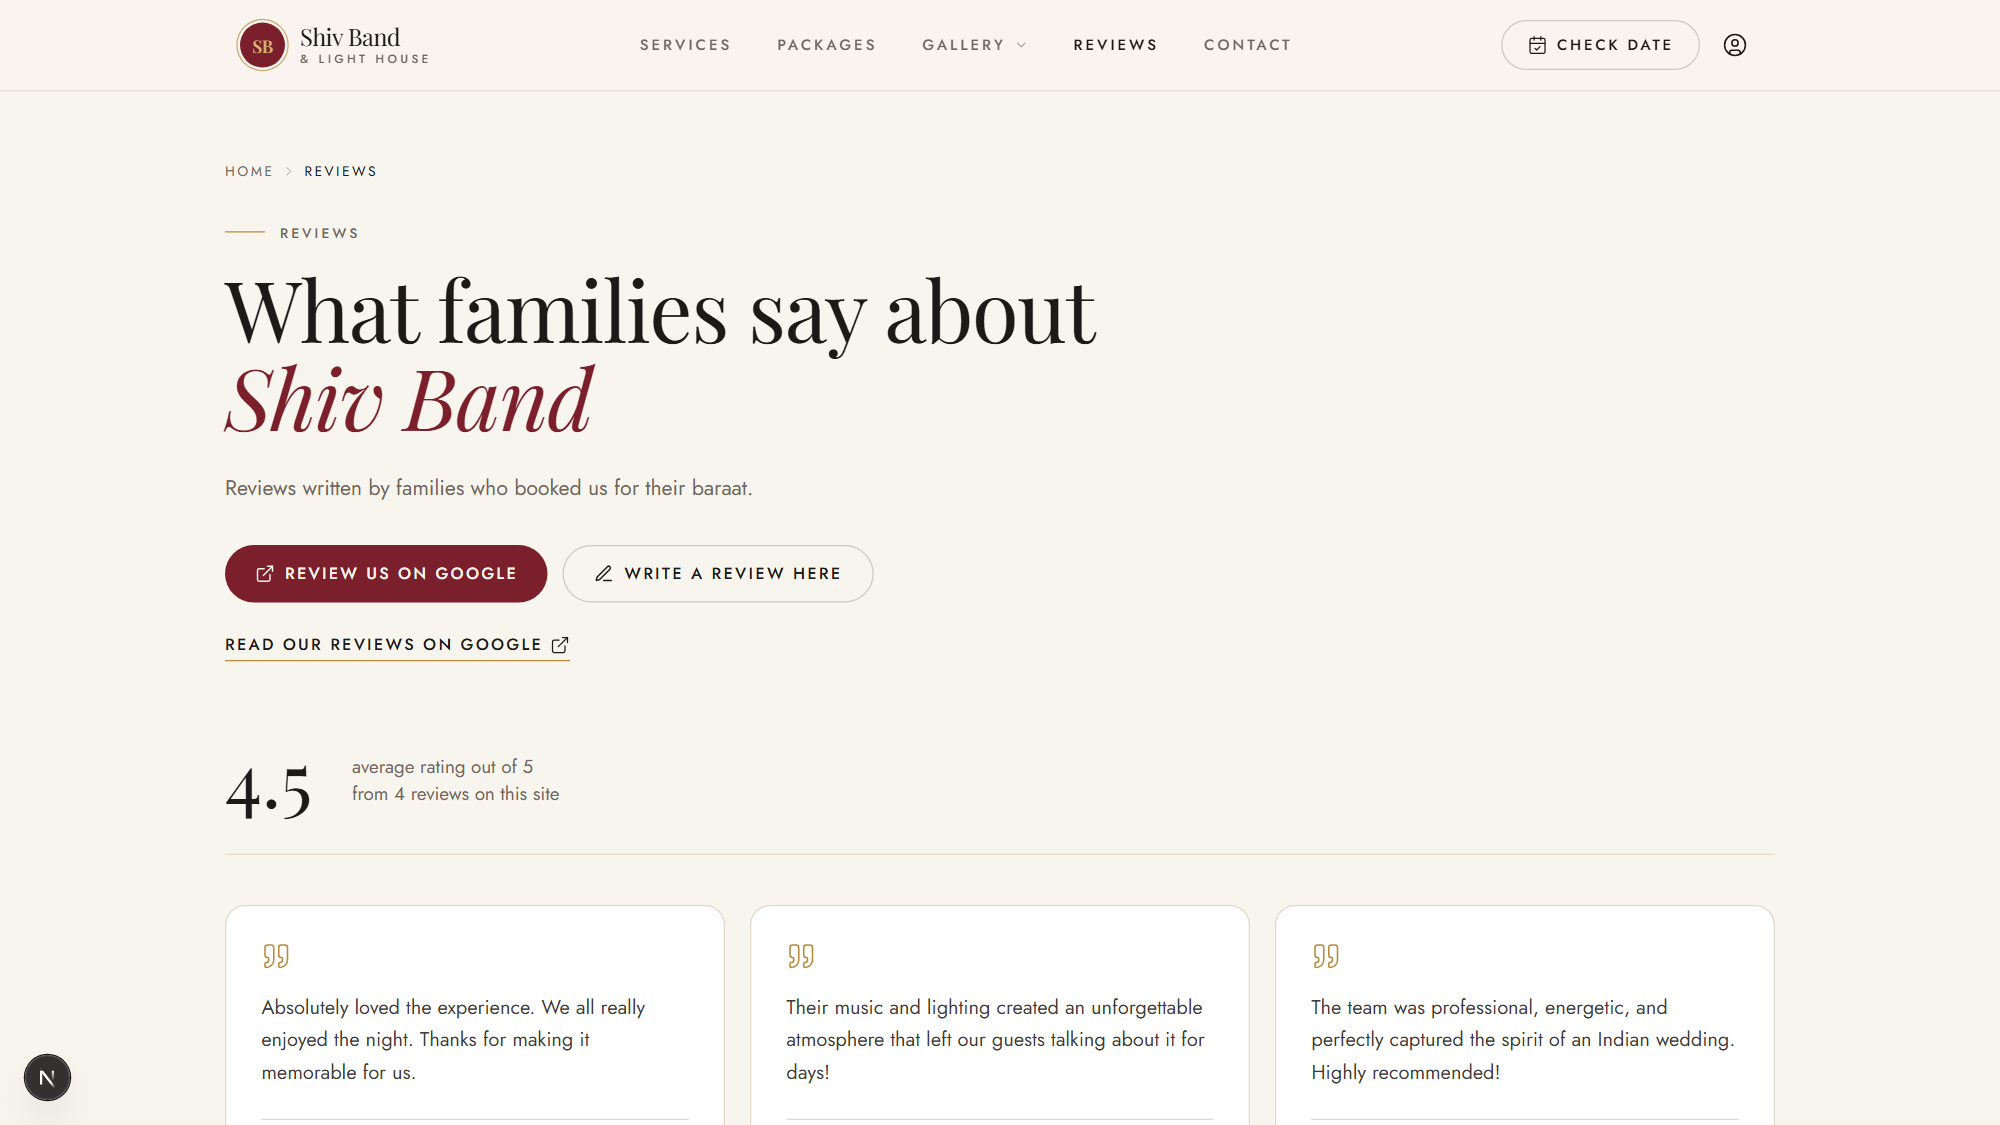 SB
Shiv Band
& LIGHT HOUSE
SERVICES
PACKAGES
GALLERY
REVIEWS
CONTACT
CHECK DATE
HOME > REVIEWS
REVIEWS
What families say about
Shiv Band
Reviews written by families who booked us for their baraat.
REVIEW US ON GOOGLE
WRITE A REVIEW HERE
READ OUR REVIEWS ON GOOGLE
4.5
average rating out of 5
from 4 reviews on this site
Absolutely loved the experience. We all really
enjoyed the night. Thanks for making it
memorable for us.
Their music and lighting created an unforgettable
atmosphere that left our guests talking about it for
days!
The team was professional, energetic, and
perfectly captured the spirit of an Indian wedding.
Highly recommended!
N